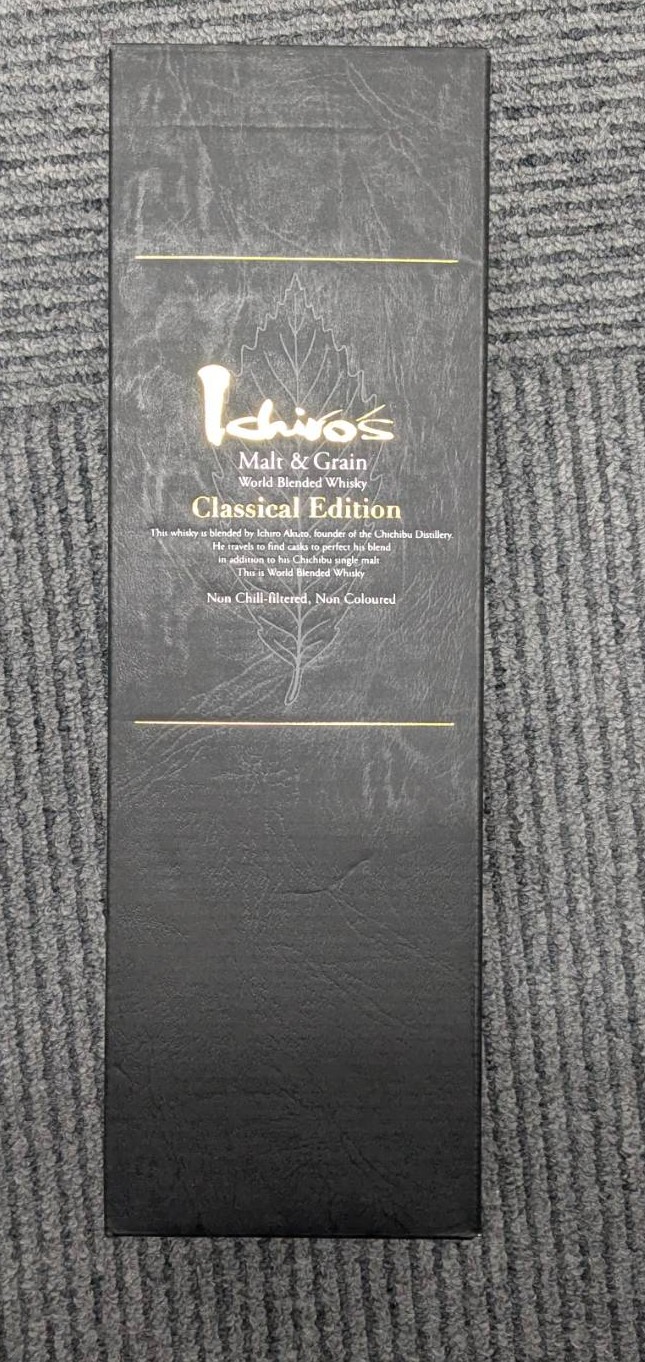 Ichiro's
Malt & Grain
World Blended Whisky
Classical Edition
This whisky is blended by Ichiro Akuto, founder of the Chichibu Distillery.
He travels to find casks to perfect his blend
in addition to his Chichibu single malt
This is World Blended Whisky
Non Chill-filtered, Non Coloured